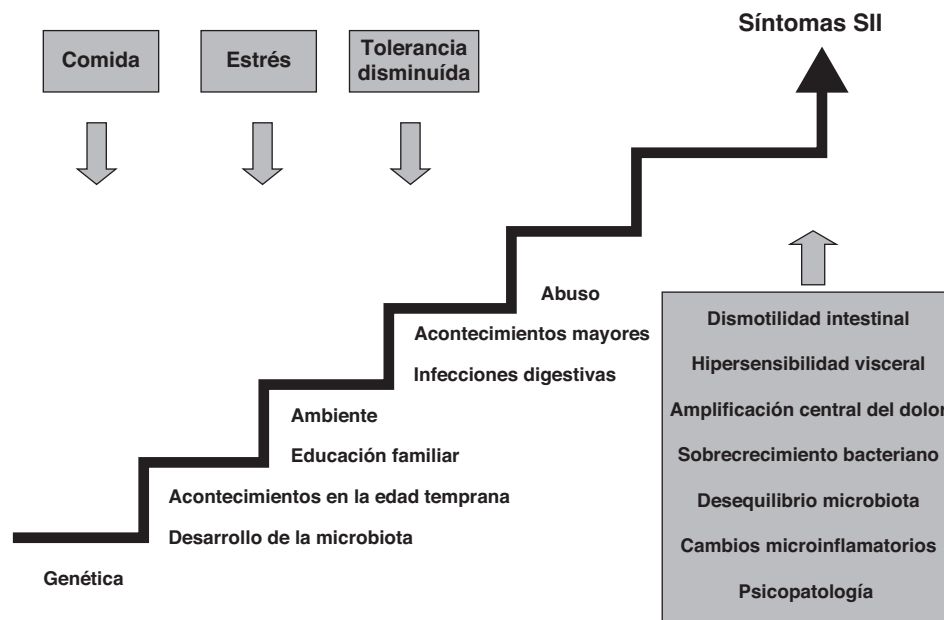 Síntomas SII
Comida
Estrés
Tolerancia
disminuída
Abuso
Acontecimientos mayores
Infecciones digestivas
Ambiente
Educación familiar
Acontecimientos en la edad temprana
Desarrollo de la microbiota
Genética
Dismotilidad intestinal
Hipersensibilidad visceral
Amplificación central del dolor
Sobrecrecimiento bacteriano
Desequilibrio microbiota
Cambios microinflamatorios
Psicopatología